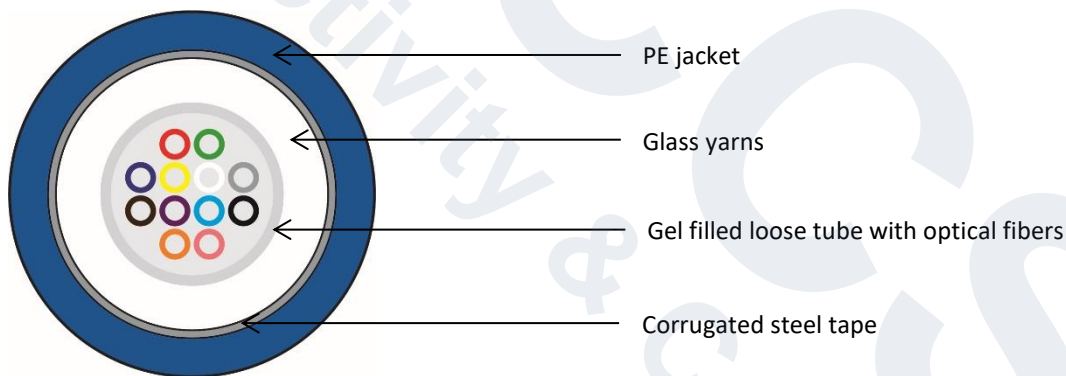 PE jacket
Glass yarns
Gel filled loose tube with optical fibers
Corrugated steel tape